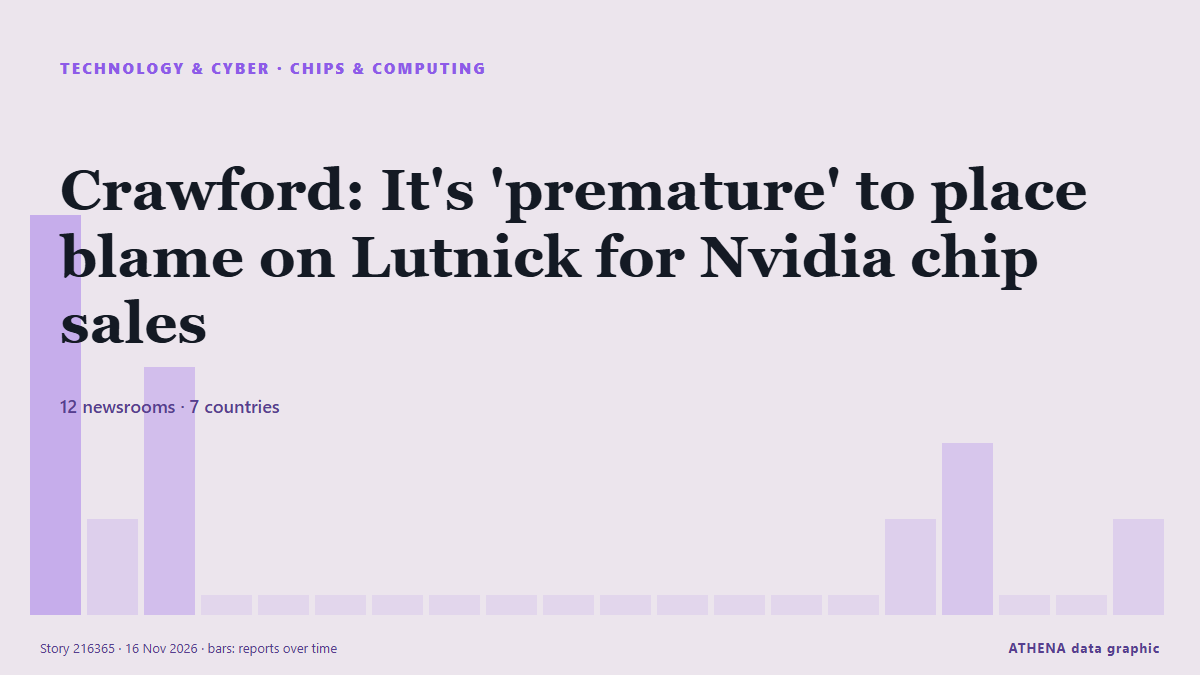 TECHNOLOGY & CYBER · CHIPS & COMPUTING
Crawford: It's 'premature' to place
blame on Lutnick for Nvidia chip
sales
12 newsrooms · 7 countries
Story 216365 · 16 Nov 2026 · bars: reports over time
ATHENA data graphic